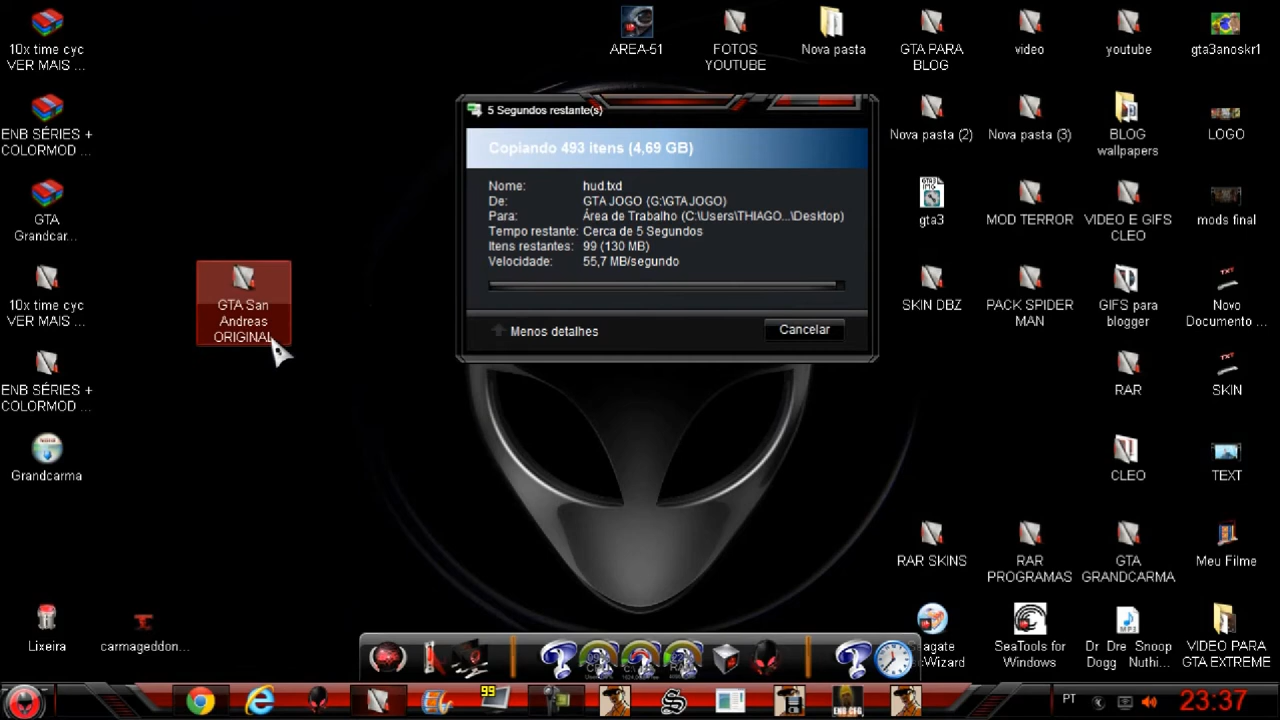 10x time cyc
VER MAIS ...
ENB SÉRIES +
COLORMOD ...
GTA
Grandcar...
10x time cyc
VER MAIS ...
ENB SÉRIES +
COLORMOD ...
Grandcarma
Lixeira
carmageddon...
GTA San
Andreas
ORIGINAL
AREA-51
FOTOS
YOUTUBE
Nova pasta
GTA PARA
BLOG
video
youtube
gta3anoskr1
5 Segundos restante(s)
Copiando 493 itens (4,69 GB)
Nome: hud.txd
De: GTA JOGO (G:\GTA JOGO)
Para: Área de Trabalho (C:\Users\THIAGO...\Desktop)
Tempo restante: Cerca de 5 Segundos
Itens restantes: 99 (130 MB)
Velocidade: 55,7 MB/segundo
Menos detalhes
Cancelar
Nova pasta (2)
Nova pasta (3)
BLOG
wallpapers
LOGO
gta3
MOD TERROR
VIDEO E GIFS
CLEO
mods final
SKIN DBZ
PACK SPIDER
MAN
GIFS para
blogger
TXT
Novo
Documento ...
RAR
TXT
SKIN
CLEO
TEXT
RAR SKINS
RAR
PROGRAMAS
GTA
GRANDCARMA
Meu Filme
eagate
Wizard
SeaTools for
Windows
MP3
Dr Dre Snoop
Dogg Nuthi...
VIDEO PARA
GTA EXTREME
99
PT
23:37